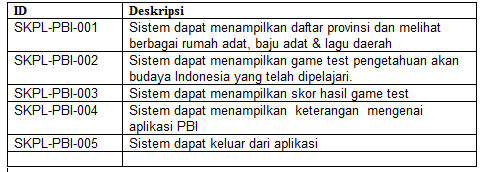 ID Deskripsi
SKPL-PBI-001 Sistem dapat menampilkan daftar provinsi dan melihat
berbagai rumah adat, baju adat & lagu daerah
SKPL-PBI-002 Sistem dapat menampilkan game test pengetahuan akan
budaya Indonesia yang telah dipelajari.
SKPL-PBI-003 Sistem dapat menampilkan skor hasil game test
SKPL-PBI-004 Sistem dapat menampilkan keterangan mengenai
aplikasi PBI
SKPL-PBI-005 Sistem dapat keluar dari aplikasi